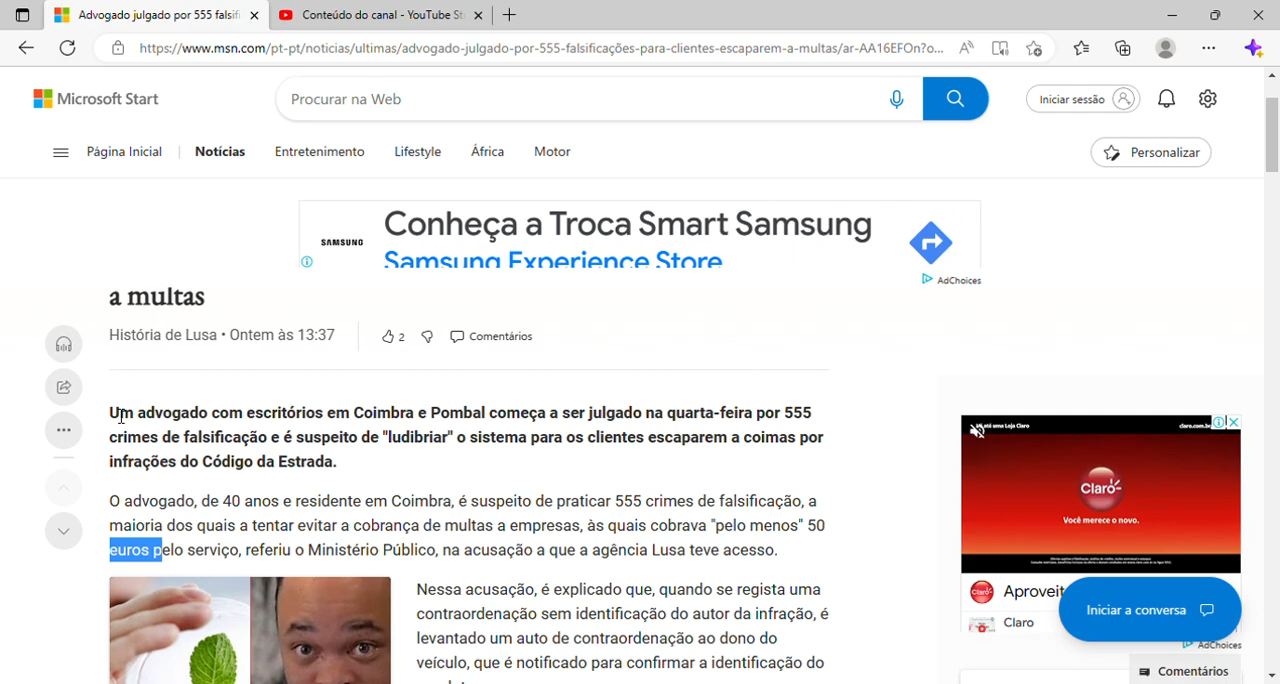 Advogado julgado por 555 falsifi
Conteúdo do canal - YouTube St
https://www.msn.com/pt-pt/noticias/ultimas/advogado-julgado-por-555-falsificações-para-clientes-escaparem-a-multas/ar-AA16EFOn?o...
Microsoft Start
Procurar na Web
Iniciar sessão
Página Inicial
Notícias
Entretenimento
Lifestyle
África
Motor
Personalizar
SAMSUNG
Conheça a Troca Smart Samsung
Samsung Experience Store
AdChoices
a multas
História de Lusa • Ontem às 13:37
2
Comentários
Um advogado com escritórios em Coimbra e Pombal começa a ser julgado na quarta-feira por 555
crimes de falsificação e é suspeito de "ludibriar" o sistema para os clientes escaparem a coimas por
infrações do Código da Estrada.
O advogado, de 40 anos e residente em Coimbra, é suspeito de praticar 555 crimes de falsificação, a
maioria dos quais a tentar evitar a cobrança de multas a empresas, às quais cobrava "pelo menos" 50
euros pelo serviço, referiu o Ministério Público, na acusação a que a agência Lusa teve acesso.
Nessa acusação, é explicado que, quando se regista uma
contraordenação sem identificação do autor da infração, é
levantado um auto de contraordenação ao dono do
veículo, que é notificado para confirmar a identificação do
claro.com.br
Claro
Você merece o novo.
Aproveit
Claro
Iniciar a conversa
AdChoices
Comentários